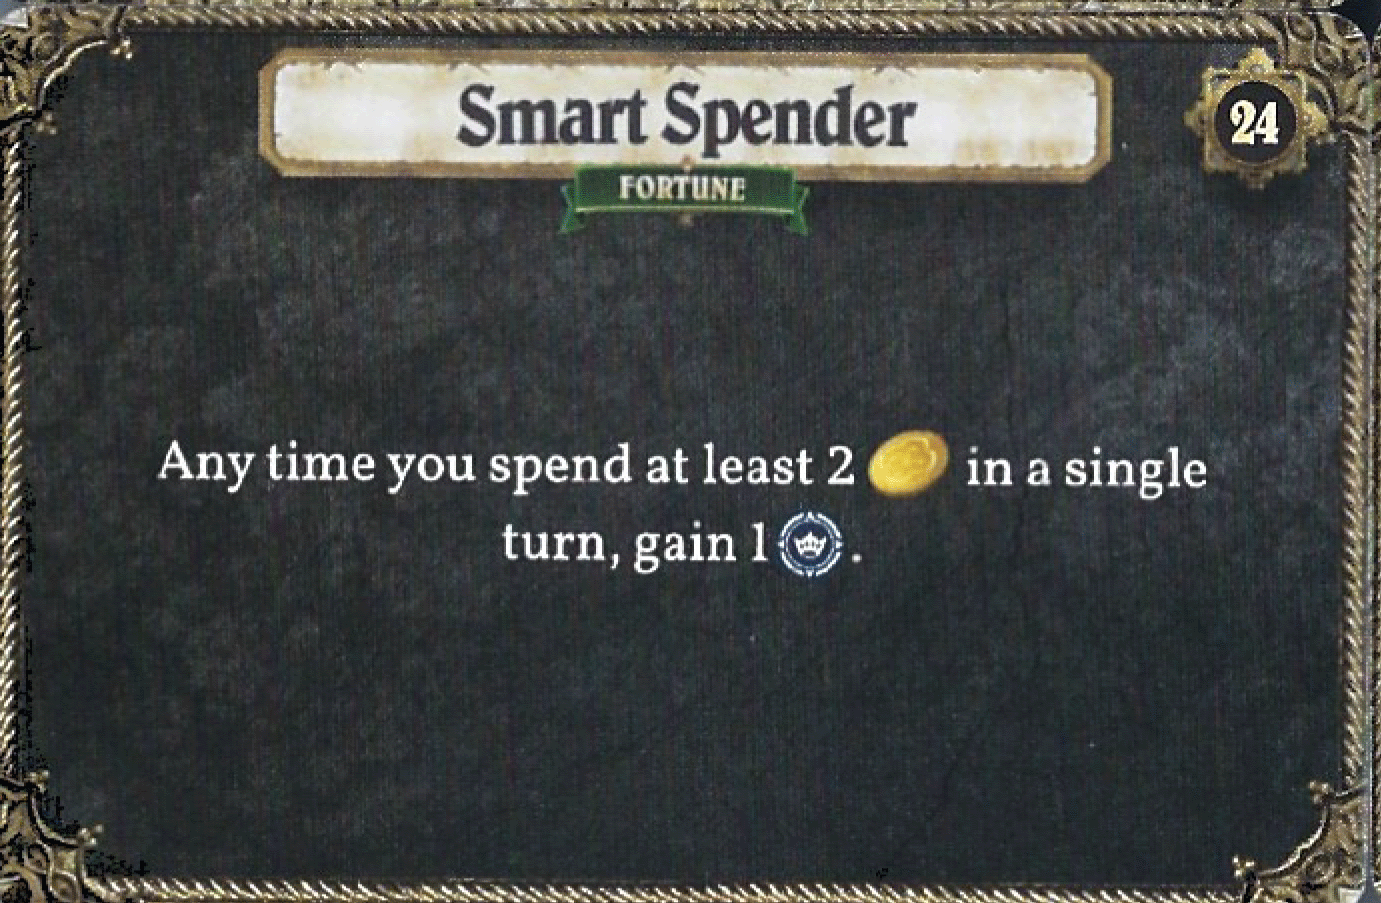 Smart Spender
24
FORTUNE
Any time you spend at least 2 in a single
turn, gain 1 .